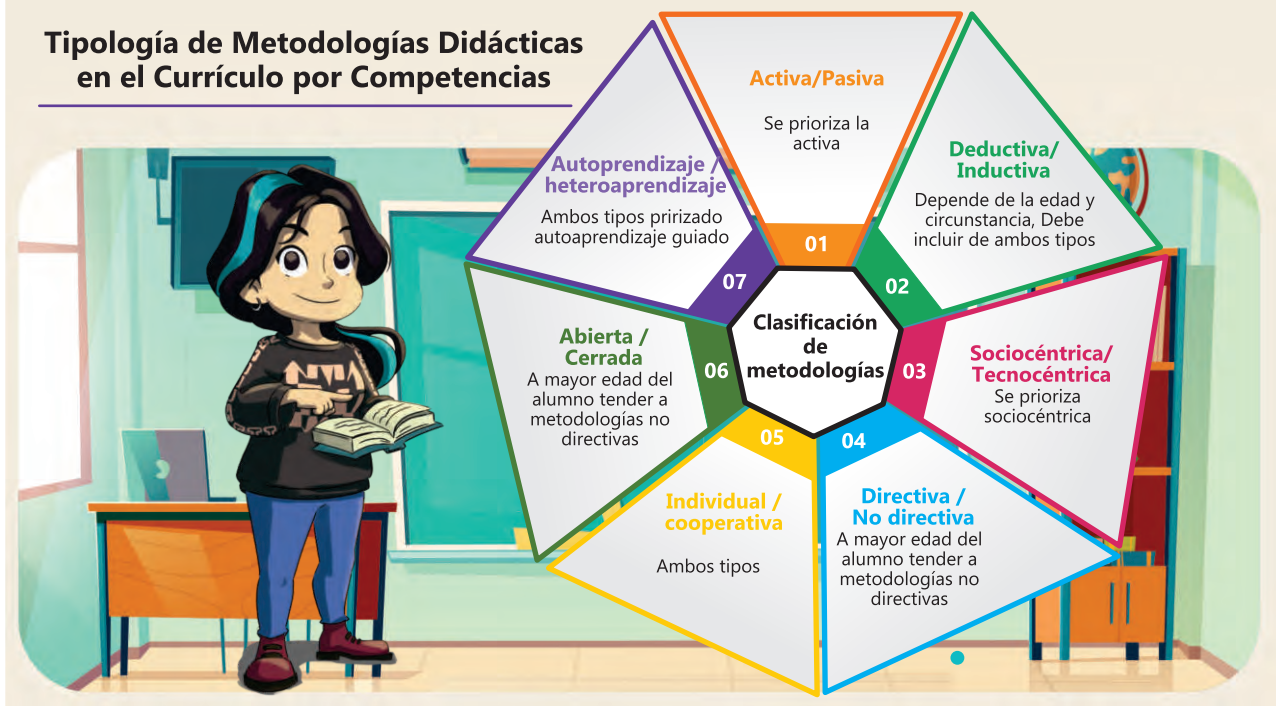 Tipología de Metodologías Didácticas
en el Currículo por Competencias
Activa/Pasiva
Se prioriza la
activa
01
Deductiva/
Inductiva
Depende de la edad y
circunstancia, Debe
incluir de ambos tipos
02
Sociocéntrica/
Tecnocéntrica
Se prioriza
sociocéntrica
03
Directiva /
No directiva
A mayor edad del
alumno tender a
metodologías no
directivas
04
Individual /
cooperativa
Ambos tipos
05
Abierta /
Cerrada
A mayor edad del
alumno tender a
metodologías no
directivas
06
Autoprendizaje /
heteroaprendizaje
Ambos tipos pririzado
autoaprendizaje guiado
07
Clasificación
de
metodologías